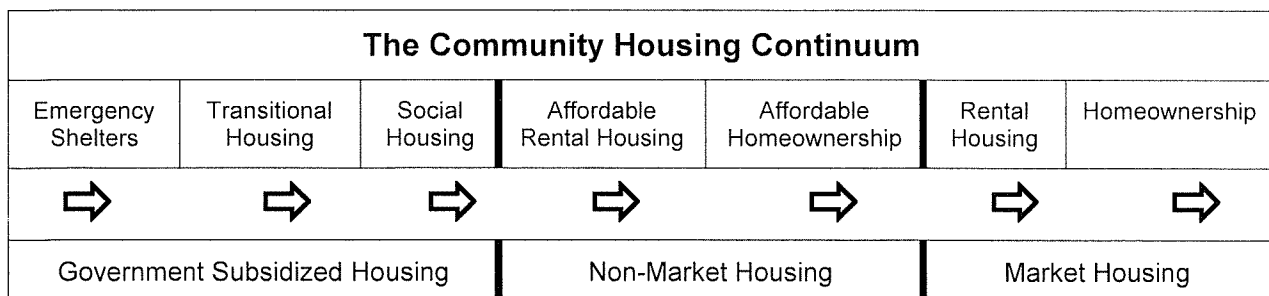 The Community Housing Continuum
Emergency
Shelters
Transitional
Housing
Social
Housing
Affordable
Rental Housing
Affordable
Homeownership
Rental
Housing
Homeownership
Government Subsidized Housing
Non-Market Housing
Market Housing